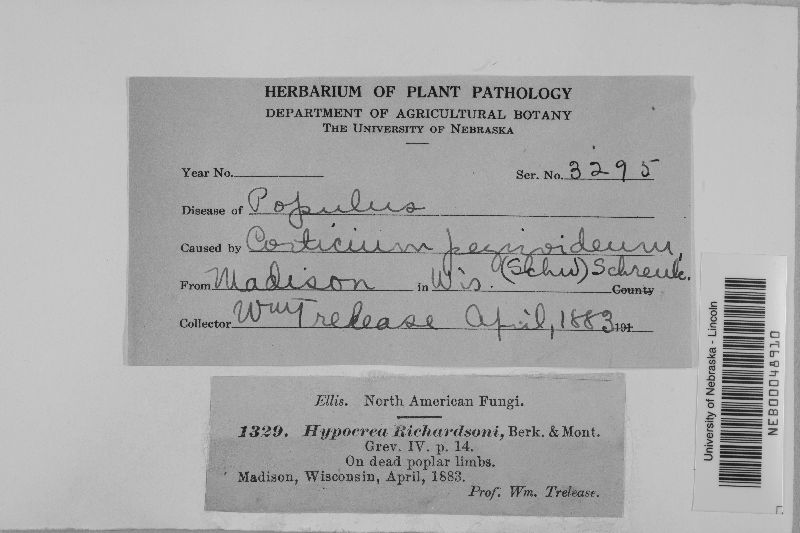 HERBARIUM OF PLANT PATHOLOGY
DEPARTMENT OF AGRICULTURAL BOTANY
THE UNIVERSITY OF NEBRASKA
Year No.
Ser. No. 3295
Disease of Populus
Caused by Corticium pezizoideum,
(Schw) Schrenk.
From Madison in Wis. County
Collector Wm Trelease April, 1883 191
Ellis. North American Fungi.
1329. Hypocrea Richardsoni, Berk. & Mont.
Grev. IV. p. 14.
On dead poplar limbs.
Madison, Wisconsin, April, 1883.
Prof. Wm. Trelease.
University of Nebraska - Lincoln
NEB00048910